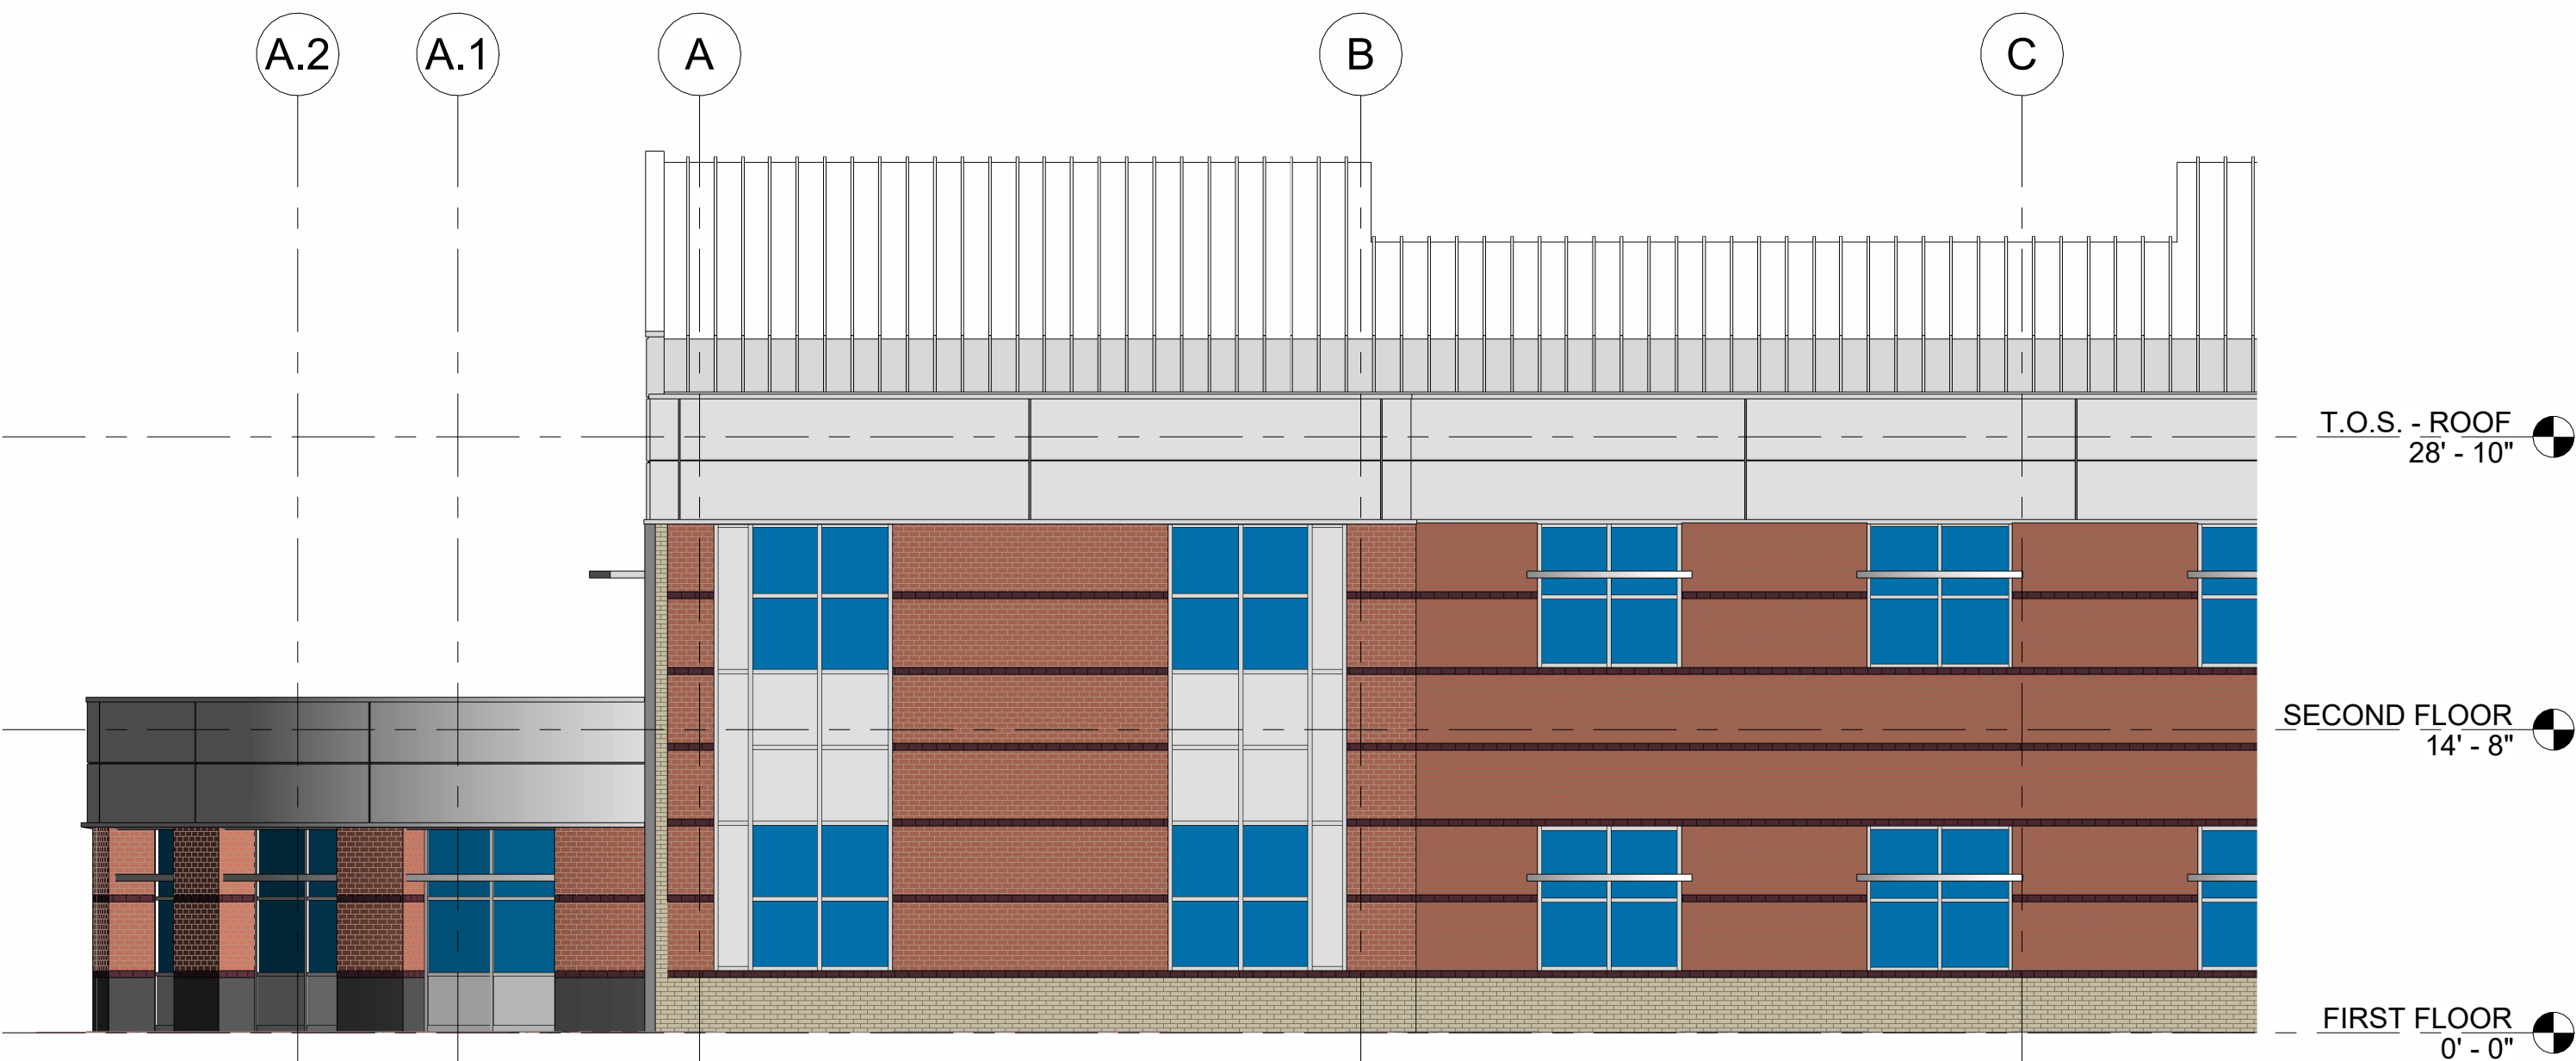 A.2
A.1
A
B
C
T.O.S. - ROOF
28' - 10"
SECOND FLOOR
14' - 8"
FIRST FLOOR
0' - 0"